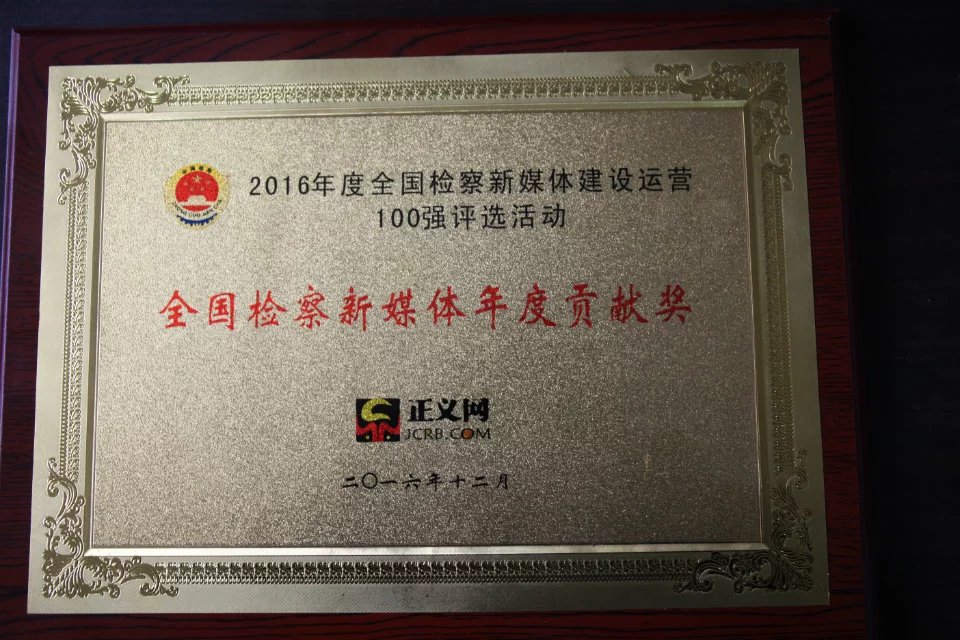 2016年度全国检察新媒体建设运营
100强评选活动
全国检察新媒体年度贡献奖
正义网
JCRB.COM
二〇一六年十二月